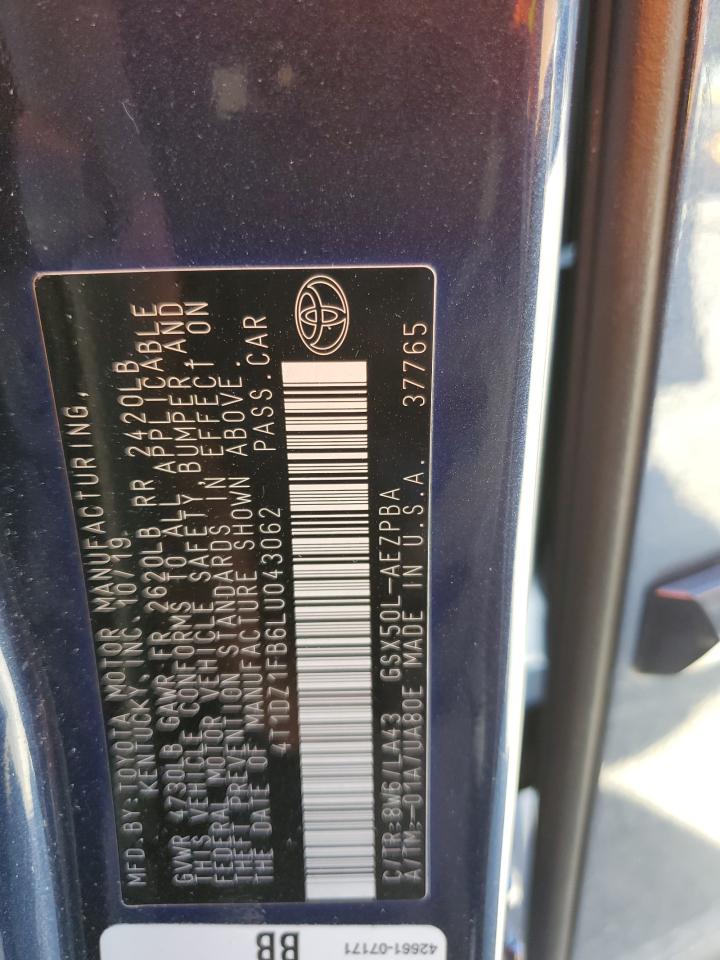 MFD. BY: TOYOTA MOTOR MANUFACTURING,
KENTUCKY, INC. 10/19
GVWR 4730LB GAWR FR 2620LB RR 2420LB
THIS VEHICLE CONFORMS TO ALL APPLICABLE
FEDERAL MOTOR VEHICLE SAFETY, BUMPER, AND
THEFT PREVENTION STANDARDS IN EFFECT ON
THE DATE OF MANUFACTURE SHOWN ABOVE.
4T1DZ1FB6LU043062 PASS. CAR
C/TR:8W6/LA43 GSX50L-AEZPBA
A/TM:-01A/UA80E MADE IN U.S.A. 37765
42661-07171
BB